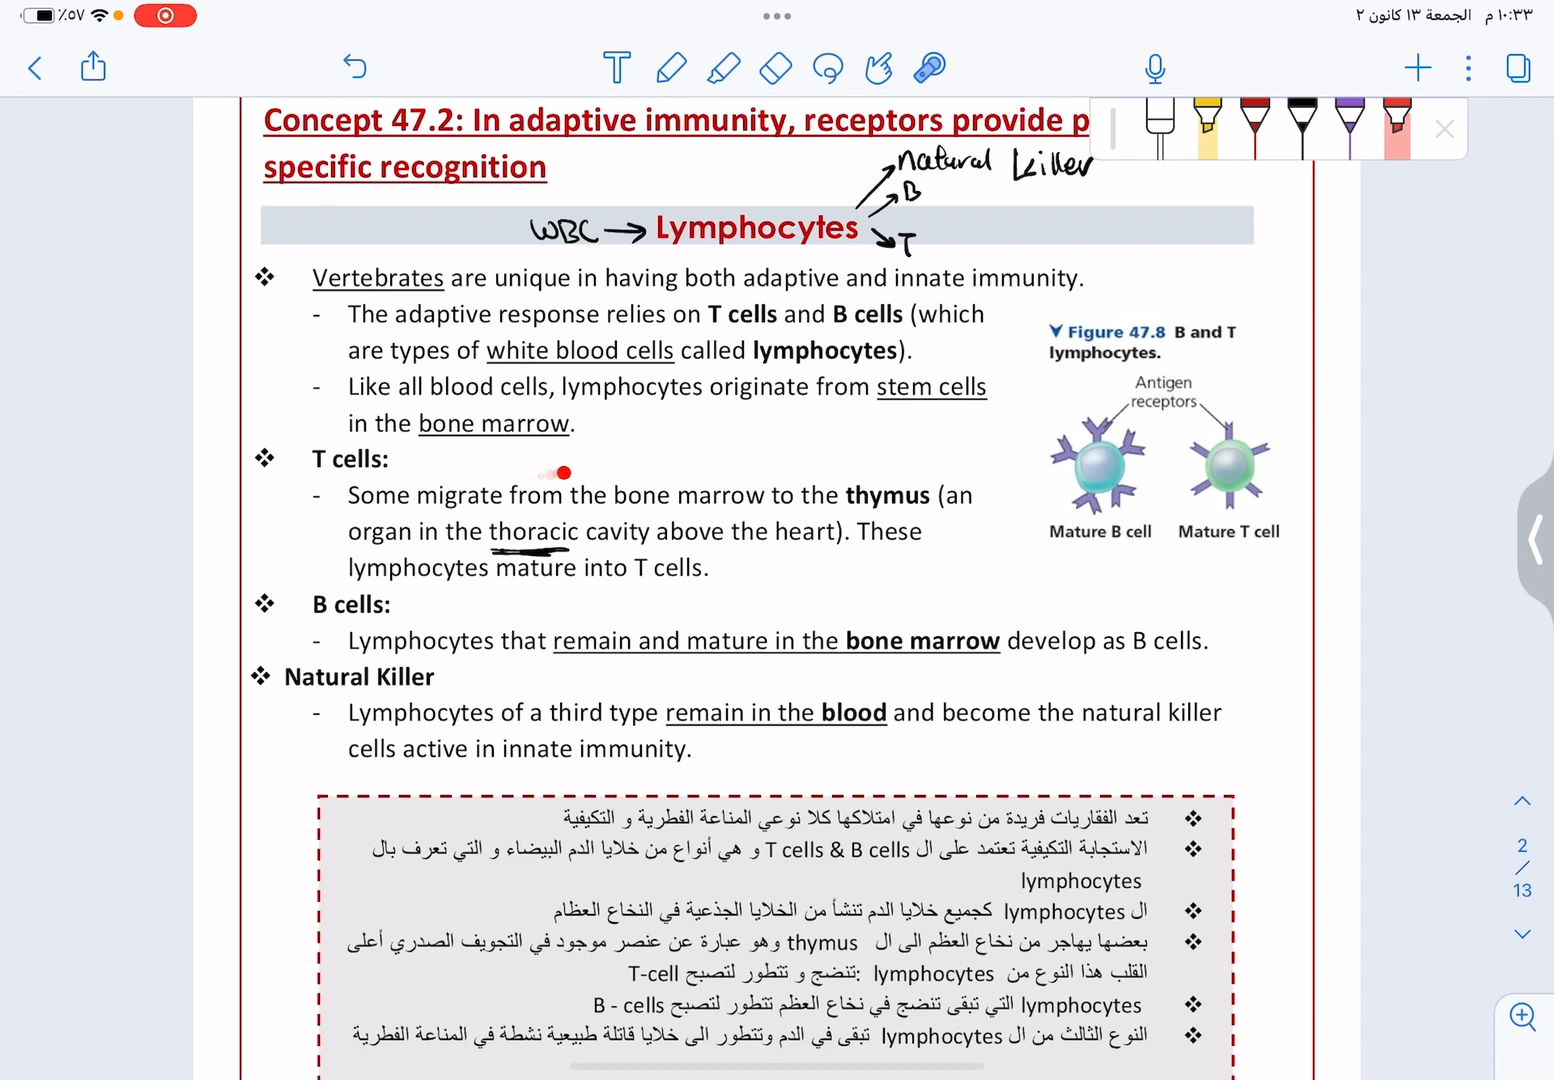 ٪٥٧
١٠:٣٣ م الجمعة ١٣ كانون ٢
Concept 47.2: In adaptive immunity, receptors provide p
specific recognition
natural killer
B
WBC → Lymphocytes
T
❖ Vertebrates are unique in having both adaptive and innate immunity.
- The adaptive response relies on T cells and B cells (which
are types of white blood cells called lymphocytes).
- Like all blood cells, lymphocytes originate from stem cells
in the bone marrow.
Figure 47.8 B and T
lymphocytes.
Antigen
receptors
Mature B cell Mature T cell
❖ T cells:
- Some migrate from the bone marrow to the thymus (an
organ in the thoracic cavity above the heart). These
lymphocytes mature into T cells.
❖ B cells:
- Lymphocytes that remain and mature in the bone marrow develop as B cells.
❖ Natural Killer
- Lymphocytes of a third type remain in the blood and become the natural killer
cells active in innate immunity.
❖ تعد الفقاريات فريدة من نوعها في امتلاكها كلا نوعي المناعة الفطرية و التكيفية
❖ الاستجابة التكيفية تعتمد على ال T cells & B cells و هي أنواع من خلايا الدم البيضاء و التي تعرف بال
lymphocytes
❖ ال lymphocytes كجميع خلايا الدم تنشأ من الخلايا الجذعية في النخاع العظام
❖ بعضها يهاجر من نخاع العظم الى ال thymus وهو عبارة عن عنصر موجود في التجويف الصدري أعلى
القلب هذا النوع من lymphocytes :تنضج و تتطور لتصبح T-cell
❖ lymphocytes التي تبقى تنضج في نخاع العظم تتطور لتصبح B - cells
❖ النوع الثالث من ال lymphocytes تبقى في الدم وتتطور الى خلايا قاتلة طبيعية نشطة في المناعة الفطرية
2
/
13